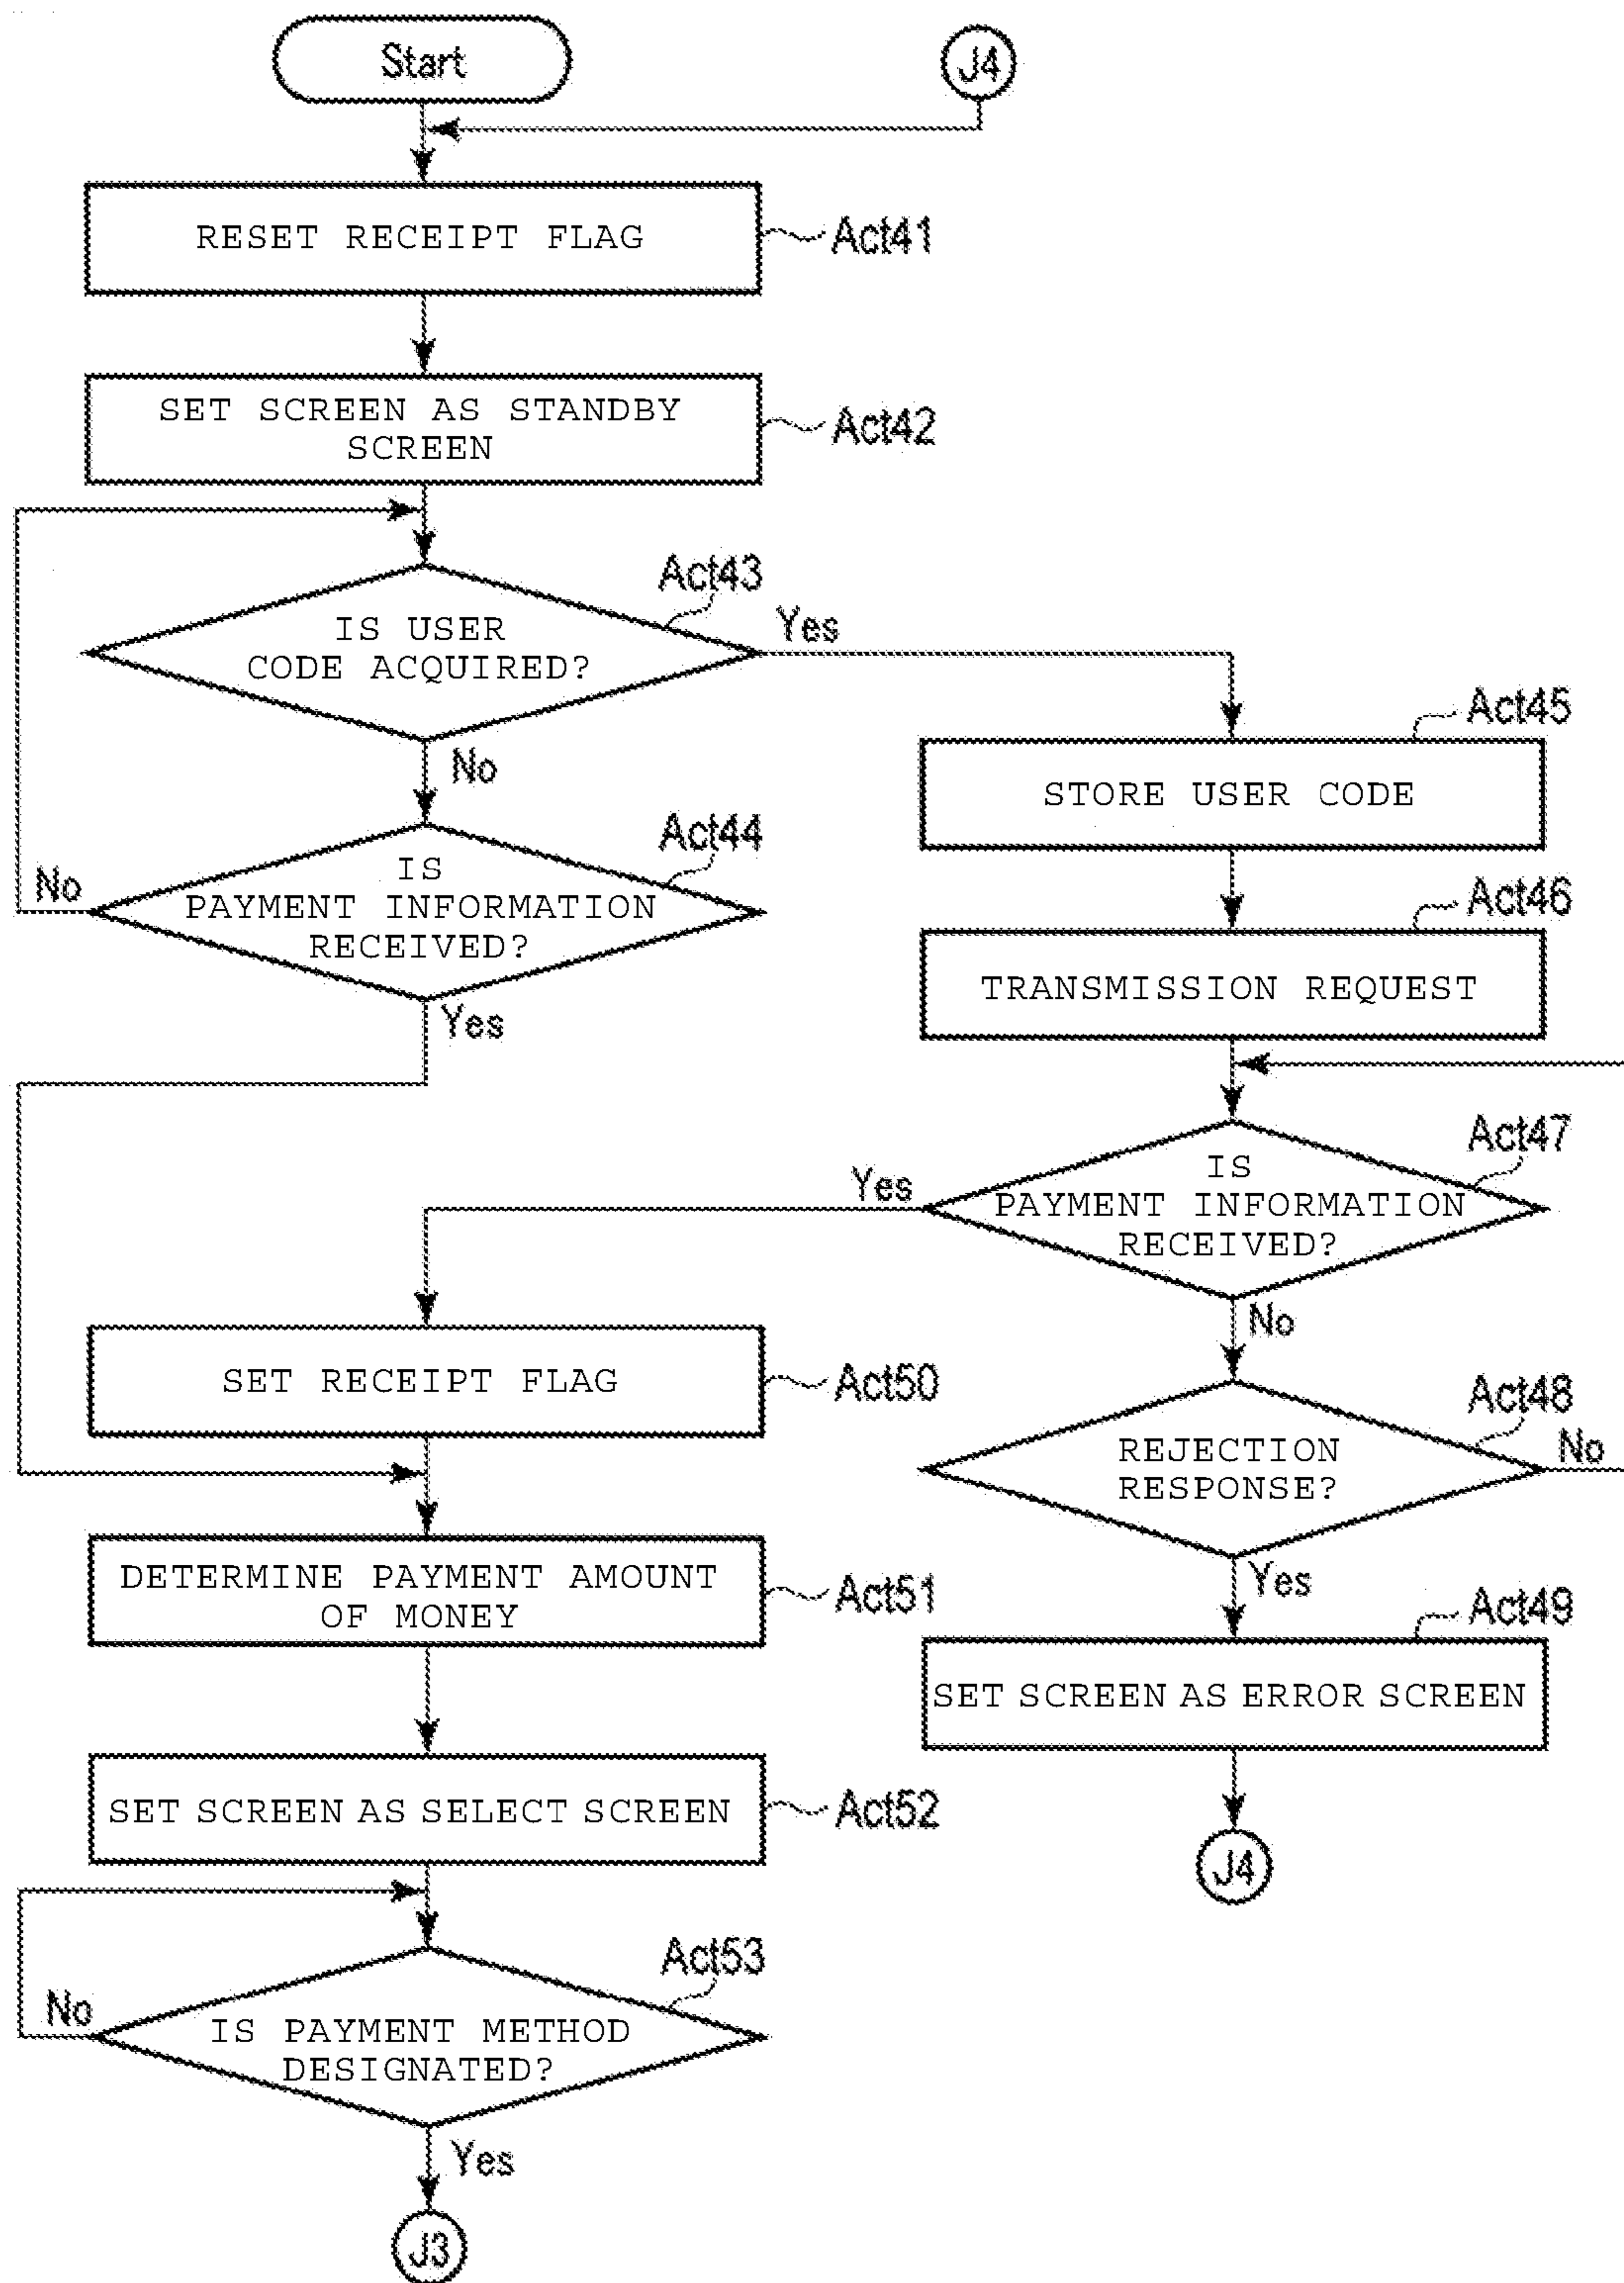 Start
J4
RESET RECEIPT FLAG
Act41
SET SCREEN AS STANDBY
SCREEN
Act42
Act43
IS USER
CODE ACQUIRED?
Yes
No
Act44
IS
PAYMENT INFORMATION
RECEIVED?
No
Yes
Act45
STORE USER CODE
Act46
TRANSMISSION REQUEST
Act47
IS
PAYMENT INFORMATION
RECEIVED?
Yes
No
Act48
REJECTION
RESPONSE?
No
Yes
Act49
SET SCREEN AS ERROR SCREEN
J4
SET RECEIPT FLAG
Act50
DETERMINE PAYMENT AMOUNT
OF MONEY
Act51
SET SCREEN AS SELECT SCREEN
Act52
Act53
IS PAYMENT METHOD
DESIGNATED?
No
Yes
J3